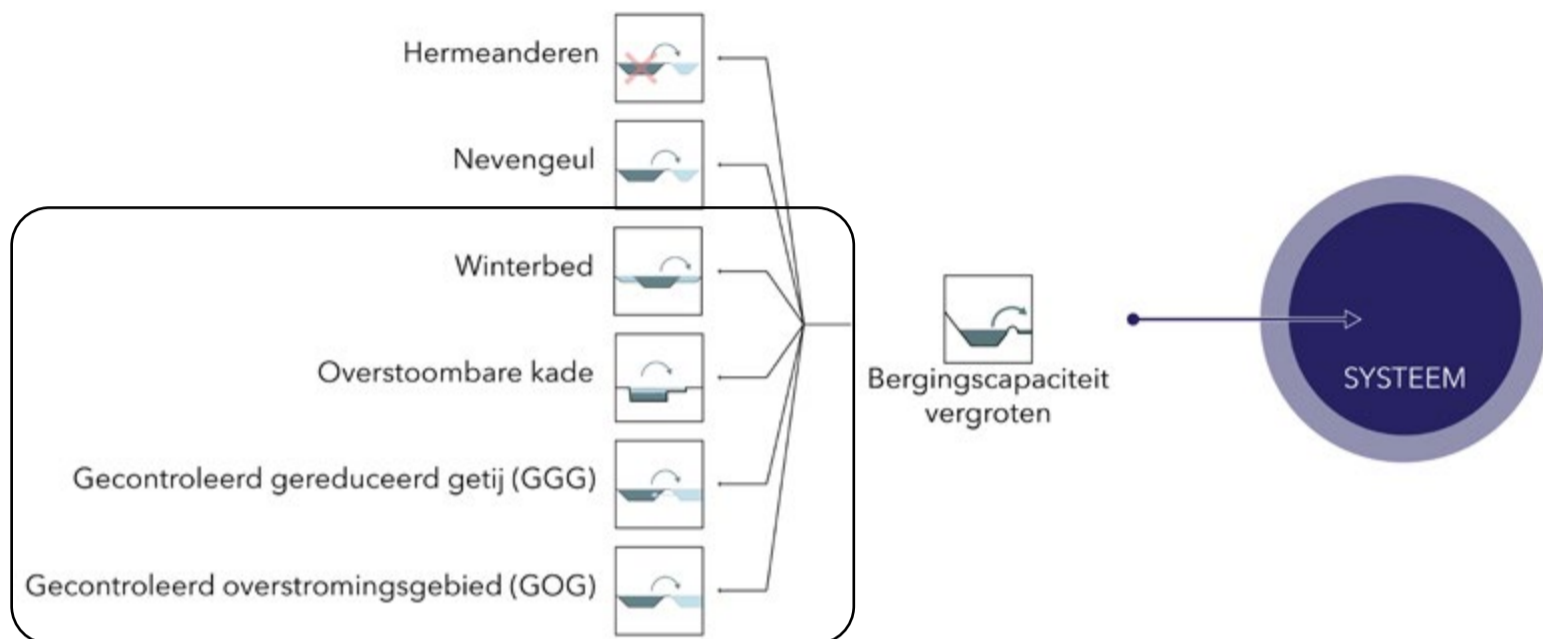 Hermeanderen
Nevengeul
Winterbed
Overstoombare kade
Gecontroleerd gereduceerd getij (GGG)
Gecontroleerd overstromingsgebied (GOG)
Bergingscapaciteit
vergroten
SYSTEEM